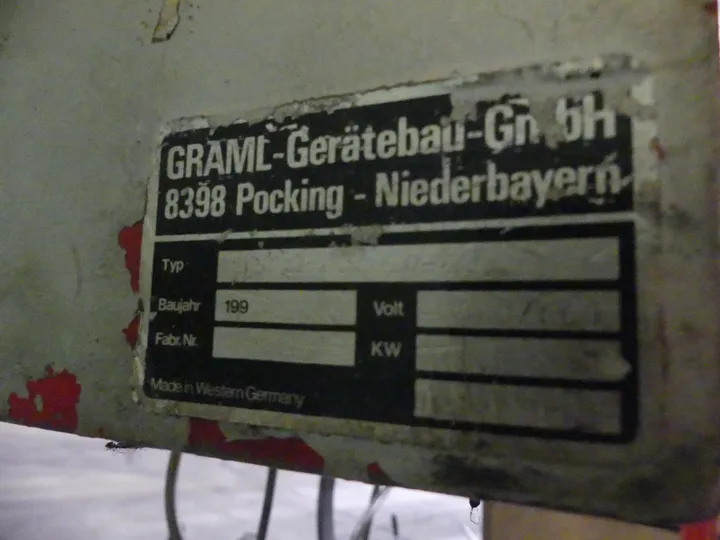 GRAML-Gerätebau-GmbH
8398 Pocking - Niederbayern
Typ
Baujahr 199 Volt
Fabr. Nr. KW
Made in Western Germany